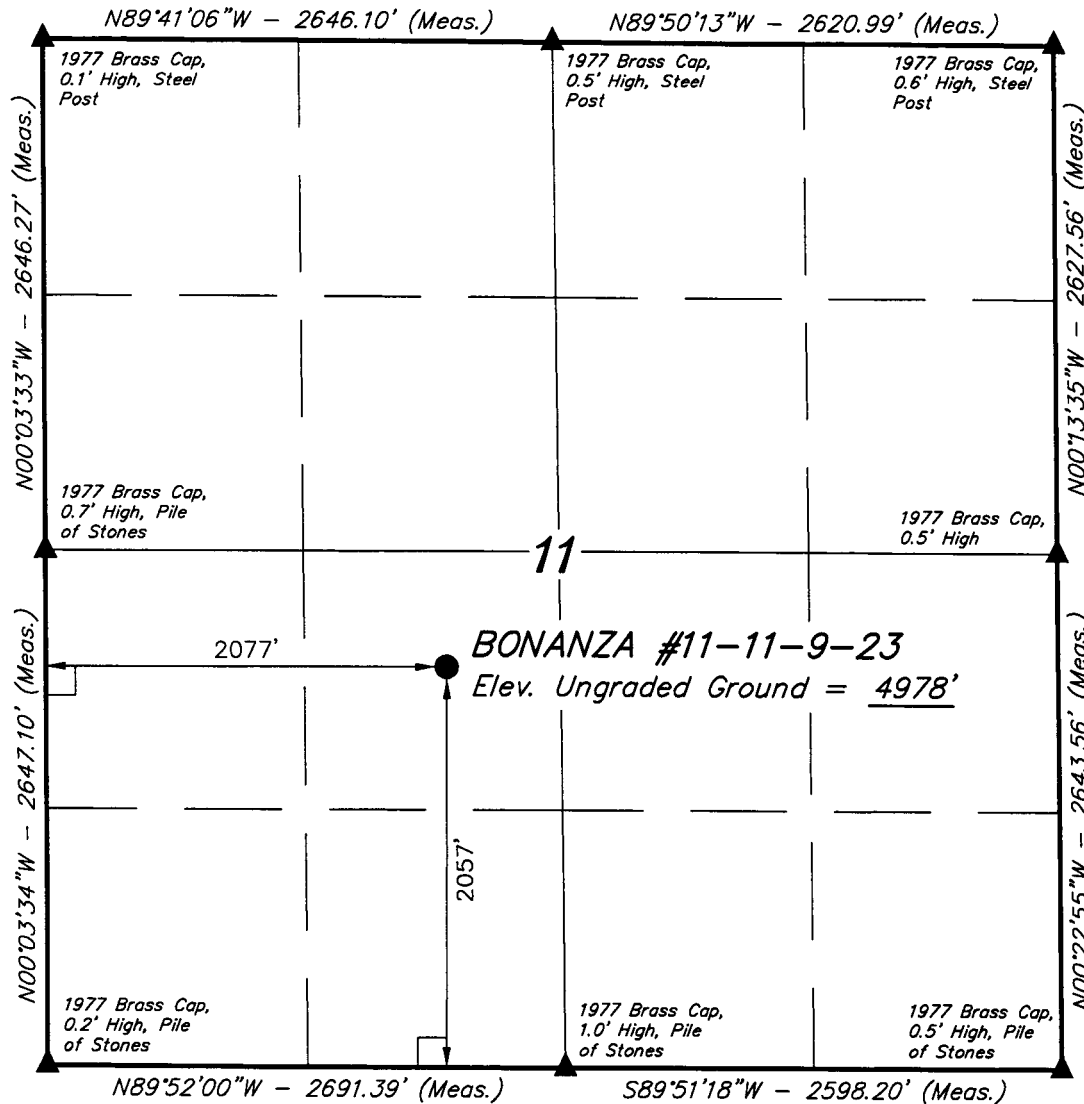 N89°41'06"W - 2646.10' (Meas.)
N89°50'13"W - 2620.99' (Meas.)
1977 Brass Cap,
0.1' High, Steel
Post
1977 Brass Cap,
0.5' High, Steel
Post
1977 Brass Cap,
0.6' High, Steel
Post
N00°03'33"W - 2646.27' (Meas.)
N00°13'35"W - 2627.56' (Meas.)
1977 Brass Cap,
0.7' High, Pile
of Stones
1977 Brass Cap,
0.5' High
11
2077'
BONANZA #11-11-9-23
Elev. Ungraded Ground = 4978'
N00°03'34"W - 2647.10' (Meas.)
N00°22'55"W - 2643.56' (Meas.)
2057'
1977 Brass Cap,
0.2' High, Pile
of Stones
1977 Brass Cap,
1.0' High, Pile
of Stones
1977 Brass Cap,
0.5' High, Pile
of Stones
N89°52'00"W - 2691.39' (Meas.)
S89°51'18"W - 2598.20' (Meas.)